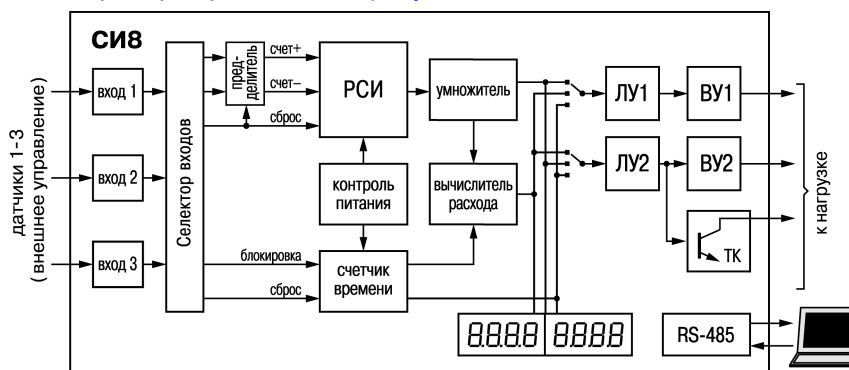 СИ8
датчики 1-3
( внешнее управление)
вход 1
вход 2
вход 3
Селектор входов
пред-
делитель
счет+
счет–
сброс
РСИ
умножитель
контроль
питания
вычислитель
расхода
блокировка
сброс
счетчик
времени
ЛУ1
ВУ1
ЛУ2
ВУ2
ТК
к нагрузке
8.8.8.8 8.8.8.8
RS-485